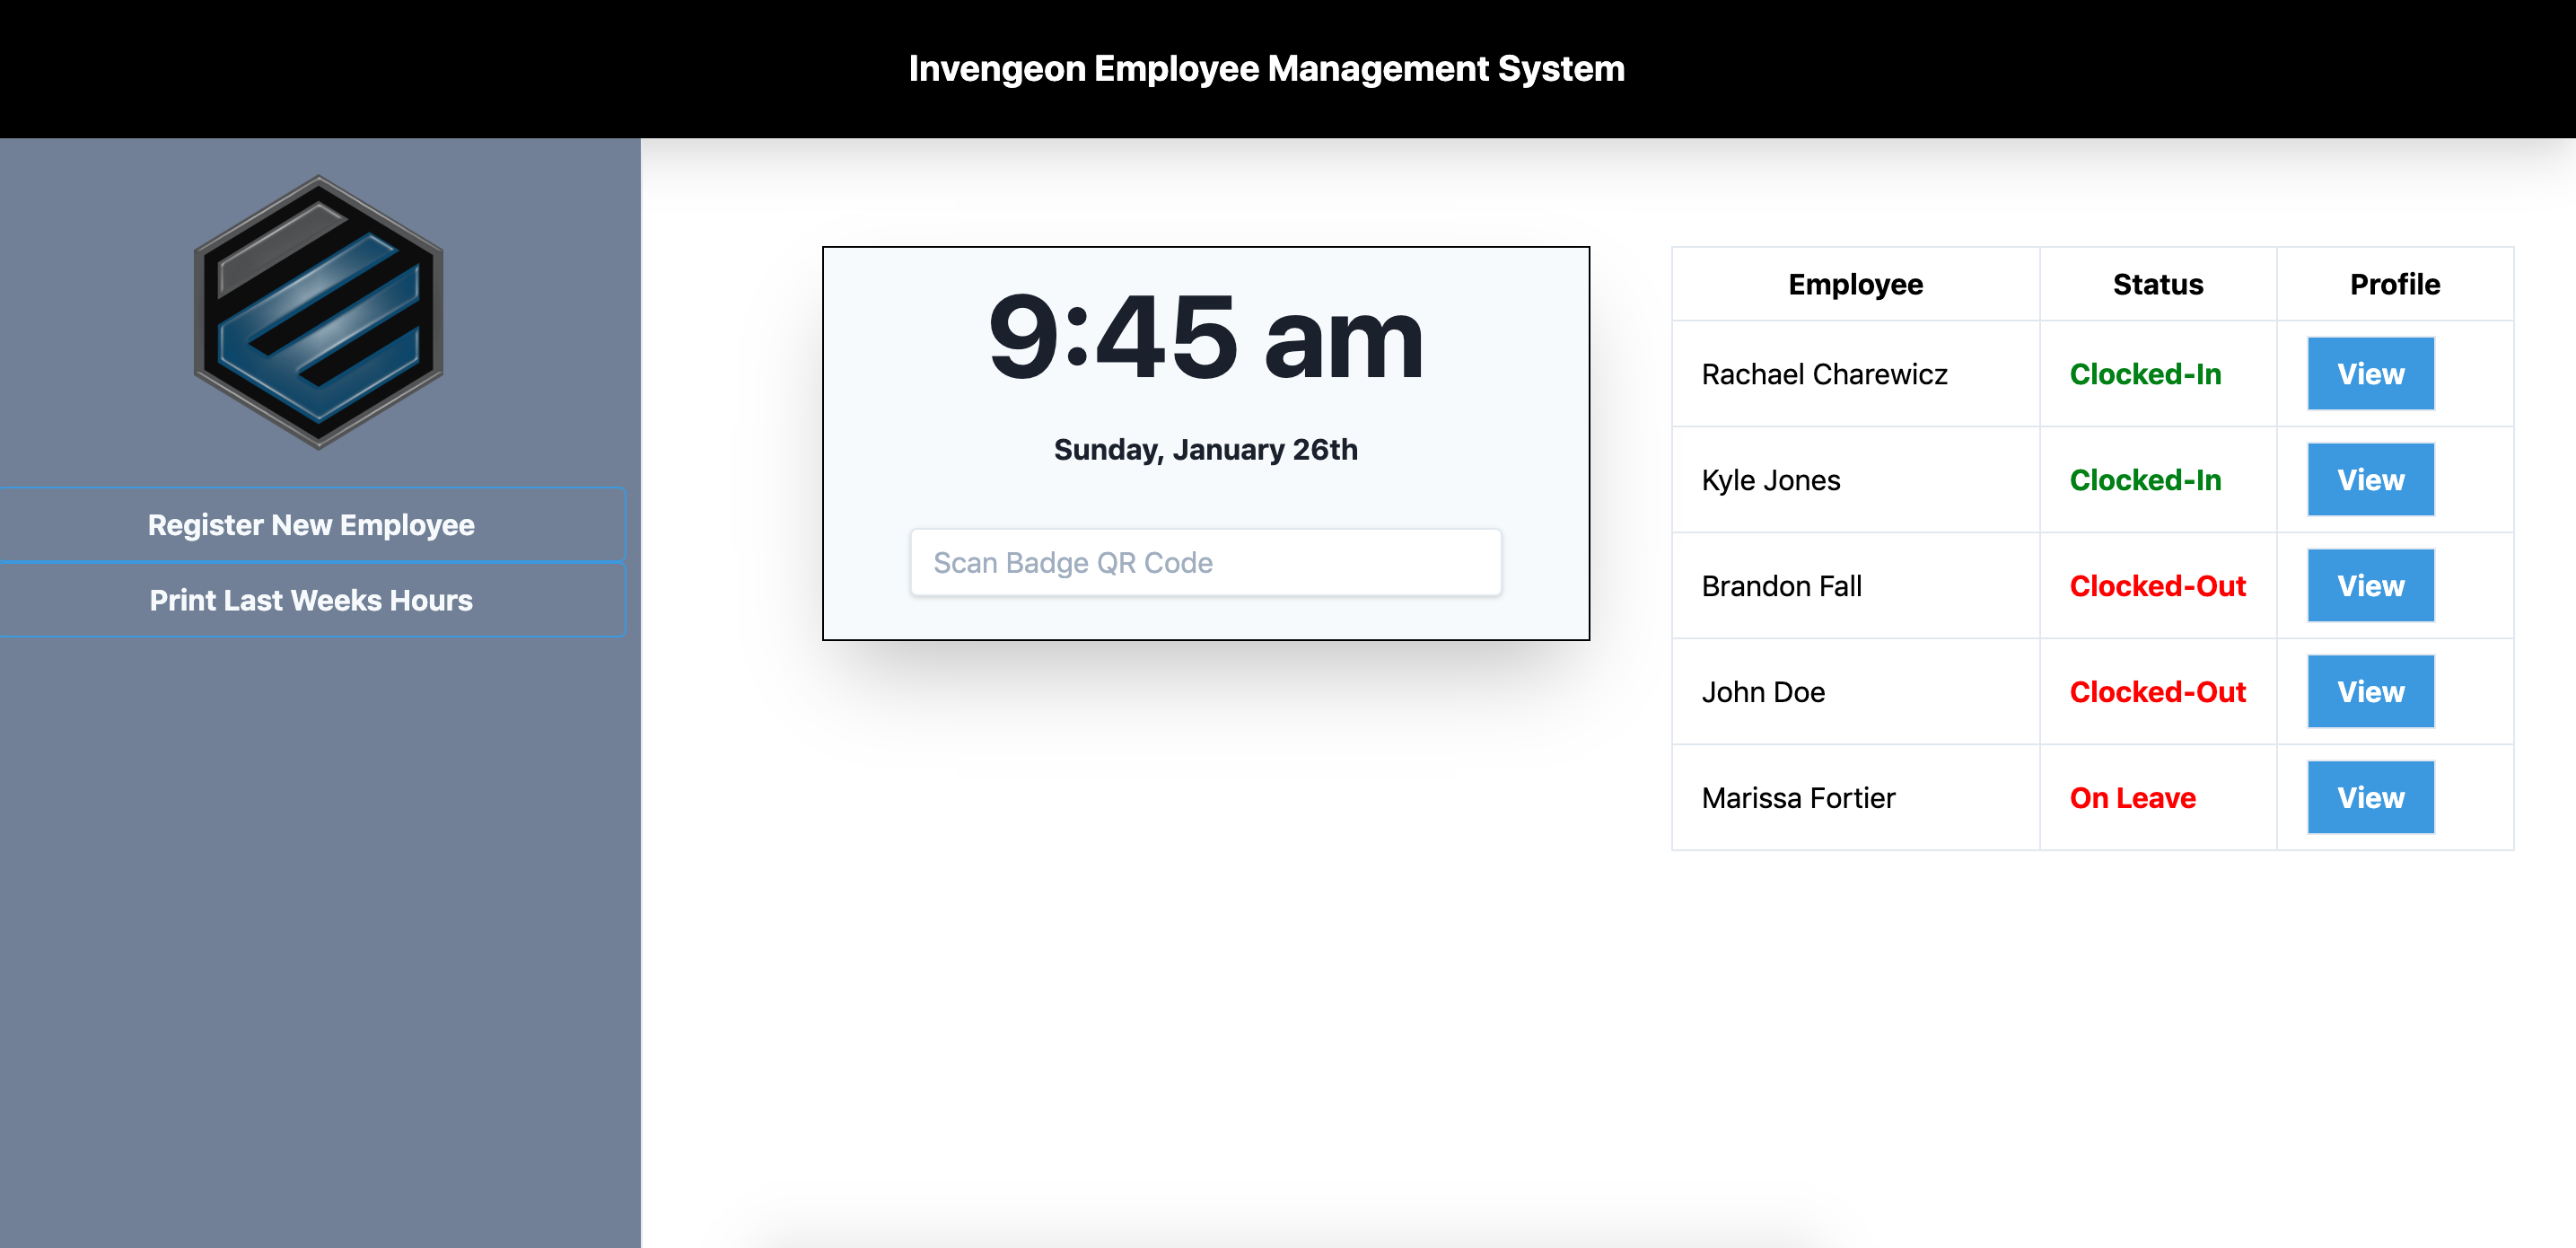 Invengeon Employee Management System
Register New Employee
Print Last Weeks Hours
9:45 am
Sunday, January 26th
Scan Badge QR Code
Employee Status Profile
Rachael Charewicz Clocked-In View
Kyle Jones Clocked-In View
Brandon Fall Clocked-Out View
John Doe Clocked-Out View
Marissa Fortier On Leave View